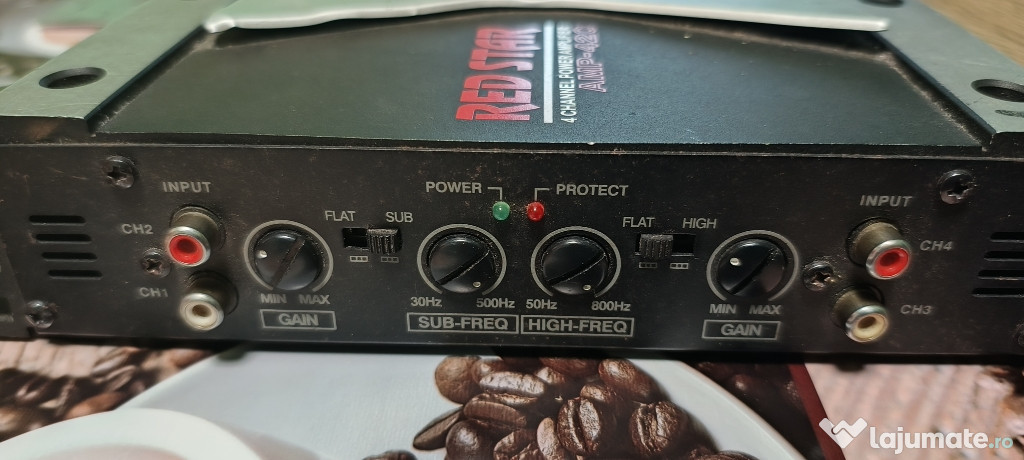 RED STAR
4 CHANNEL POWER AMPLIFIER
INPUT
CH2
CH1
MIN MAX
GAIN
FLAT SUB
POWER PROTECT
30Hz 500Hz
SUB-FREQ
50Hz 800Hz
HIGH-FREQ
FLAT HIGH
MIN MAX
GAIN
INPUT
CH4
CH3
lajumate.ro